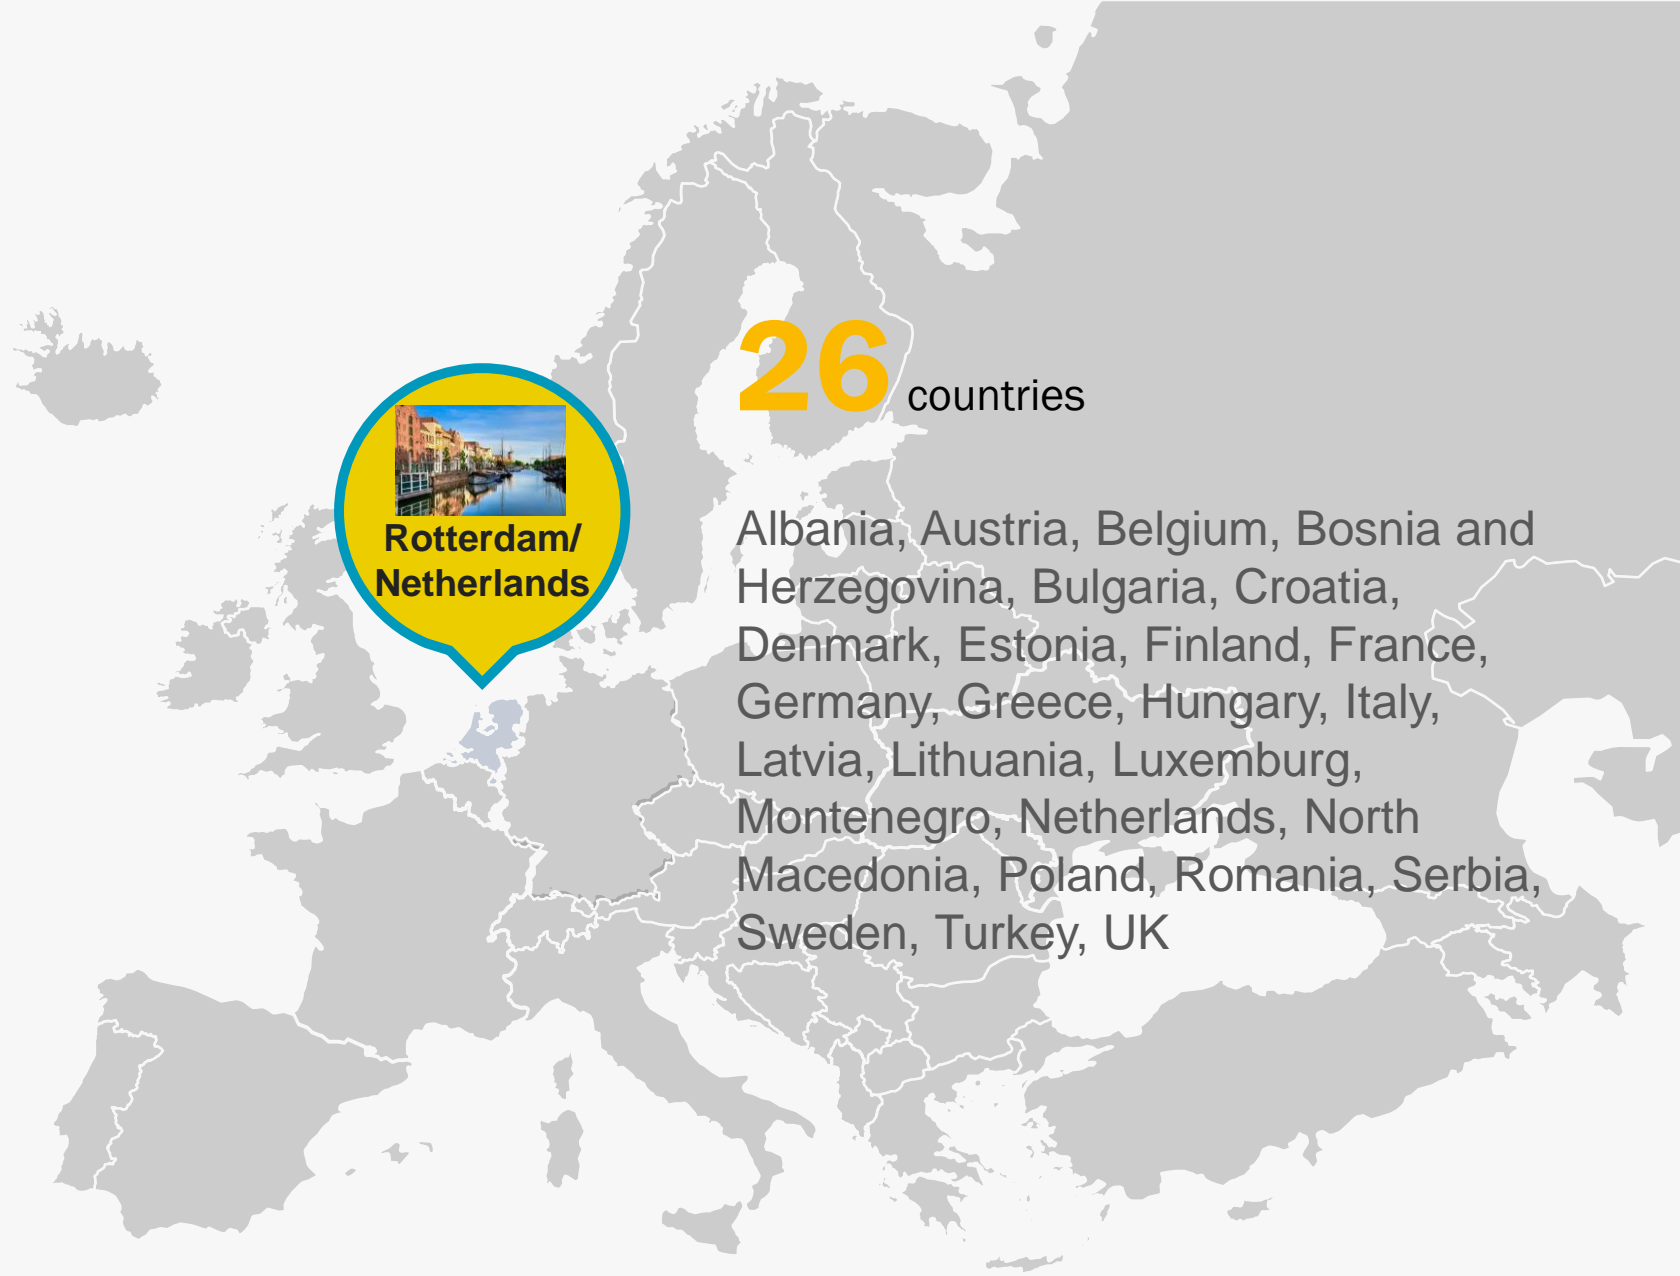 26 countries
Rotterdam/
Netherlands
Albania, Austria, Belgium, Bosnia and
Herzegovina, Bulgaria, Croatia,
Denmark, Estonia, Finland, France,
Germany, Greece, Hungary, Italy,
Latvia, Lithuania, Luxemburg,
Montenegro, Netherlands, North
Macedonia, Poland, Romania, Serbia,
Sweden, Turkey, UK